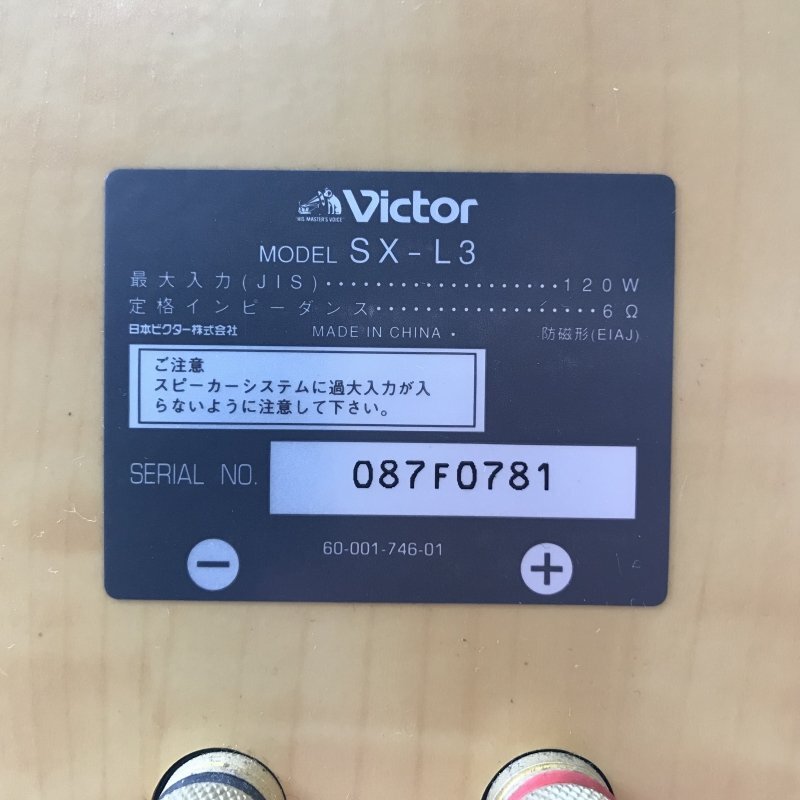 Victor
"HIS MASTER'S VOICE"
MODEL SX-L3
最大入力(JIS)····················120W
定格インピーダンス··················6Ω
日本ビクター株式会社 MADE IN CHINA · 防磁形(EIAJ)
ご注意
スピーカーシステムに過大入力が入
らないように注意して下さい。
SERIAL NO. 087F0781
60-001-746-01
− +